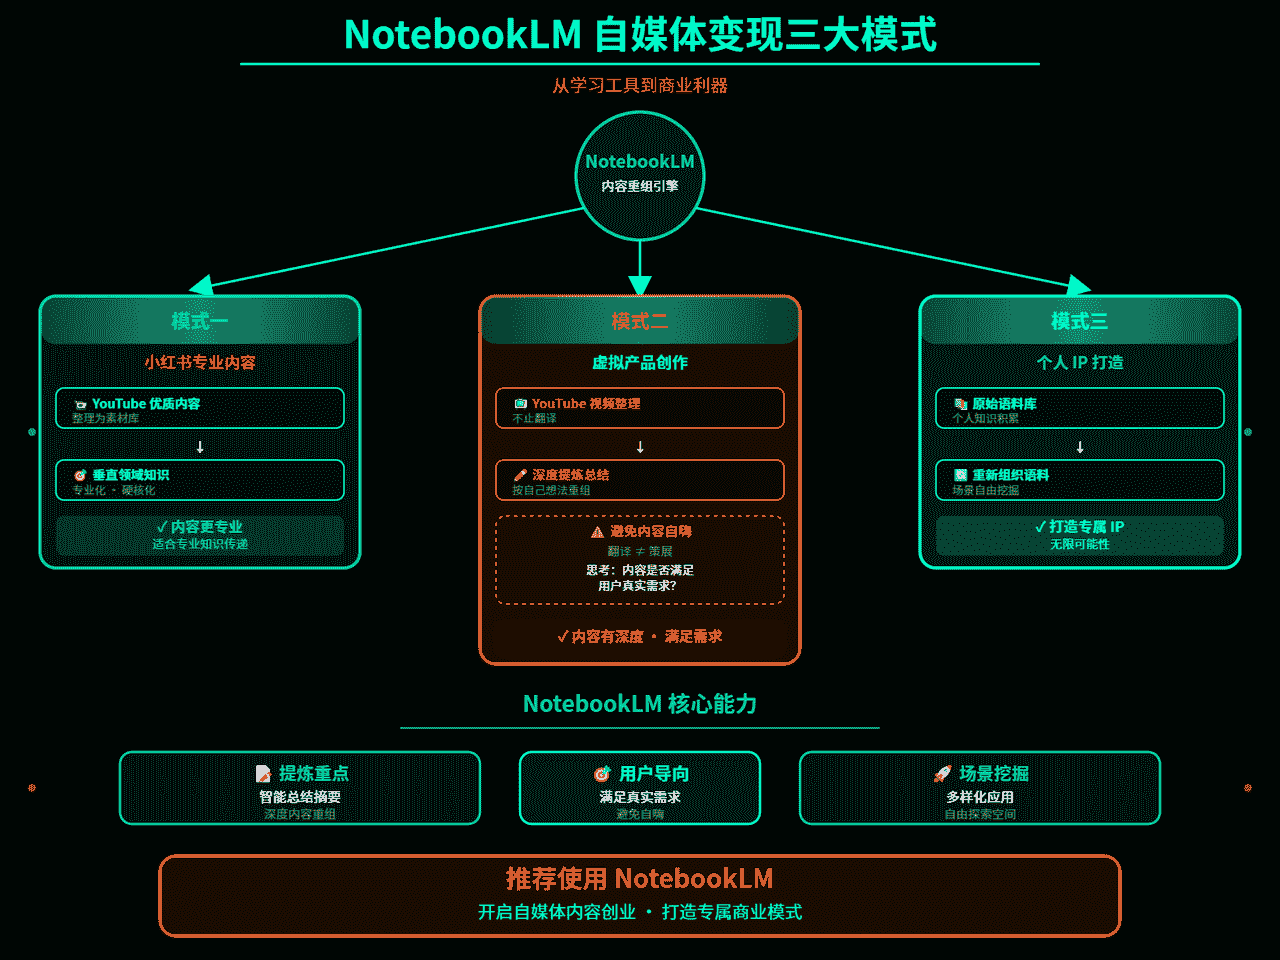 NotebookLM 自媒体变现三大模式
从学习工具到商业利器
NotebookLM
内容重组引擎
模式一
小红书专业内容
YouTube 优质内容
整理为素材库
↓
垂直领域知识
专业化 · 硬核化
✓ 内容更专业
适合专业知识传递
模式二
虚拟产品创作
YouTube 视频整理
不止翻译
↓
深度提炼总结
按自己想法重组
⚠ 避免内容自嗨
翻译 ≠ 策展
思考：内容是否满足
用户真实需求？
✓ 内容有深度 · 满足需求
模式三
个人 IP 打造
原始语料库
个人知识积累
↓
重新组织语料
场景自由挖掘
✓ 打造专属 IP
无限可能性
NotebookLM 核心能力
提炼重点
智能总结摘要
深度内容重组
用户导向
满足真实需求
避免自嗨
场景挖掘
多样化应用
自由探索空间
推荐使用 NotebookLM
开启自媒体内容创业 · 打造专属商业模式